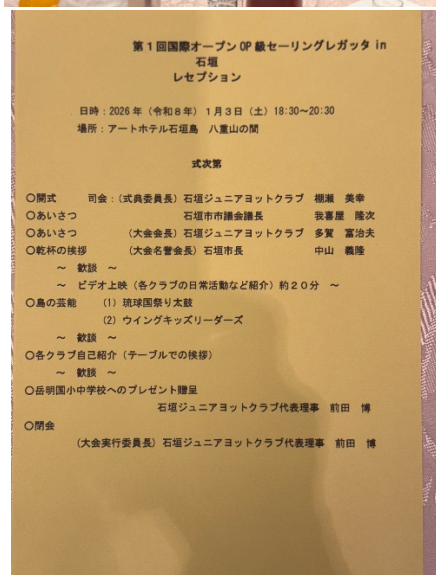 第１回国際オープンOP級セーリングレガッタ in
石垣
レセプション
日時：2026年（令和８年）１月３日（土）18:30～20:30
場所：アートホテル石垣島　八重山の間
式次第
○開式　司会：（式典委員長）石垣ジュニアヨットクラブ　棚瀬　美幸
○あいさつ　石垣市市議会議長　我喜屋　隆次
○あいさつ　（大会会長）石垣ジュニアヨットクラブ　多賀　富治夫
○乾杯の挨拶　（大会名誉会長）石垣市長　中山　義隆
～　歓談　～
～　ビデオ上映（各クラブの日常活動など紹介）約２０分　～
○島の芸能　(1)　琉球國祭り太鼓
(2)　ウイングキッズリーダーズ
～　歓談　～
○各クラブ自己紹介（テーブルでの挨拶）
～　歓談　～
○岳明国小中学校へのプレゼント贈呈
石垣ジュニアヨットクラブ代表理事　前田　博
○閉会
（大会実行委員長）石垣ジュニアヨットクラブ代表理事　前田　博